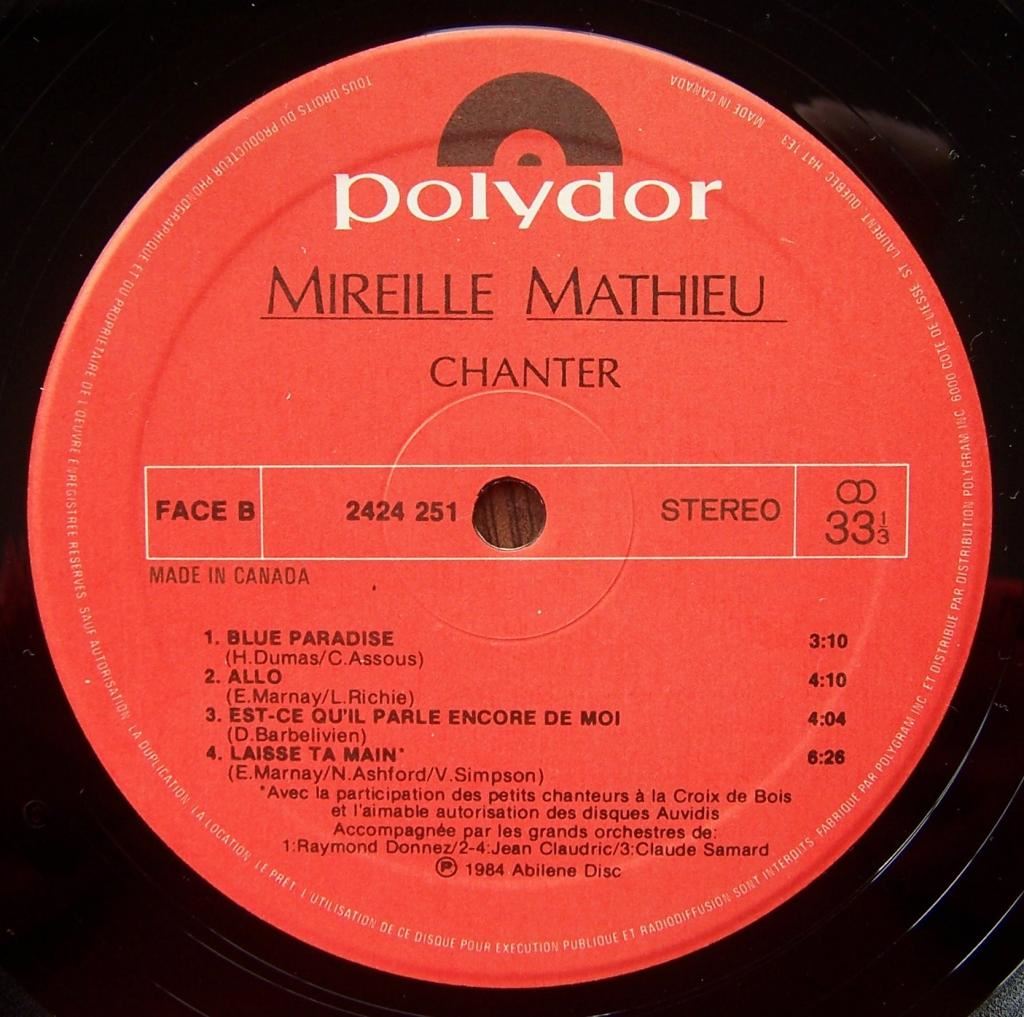 polydor
MIREILLE MATHIEU
CHANTER
FACE B 2424 251 STEREO ∞ 33⅓
MADE IN CANADA
1. BLUE PARADISE 3:10
(H.Dumas/C.Assous)
2. ALLO 4:10
(E.Marnay/L.Richie)
3. EST-CE QU'IL PARLE ENCORE DE MOI 4:04
(D.Barbelivien)
4. LAISSE TA MAIN* 6:26
(E.Marnay/N.Ashford/V.Simpson)
*Avec la participation des petits chanteurs à la Croix de Bois
et l'aimable autorisation des disques Auvidis
Accompagnée par les grands orchestres de:
1:Raymond Donnez/2-4:Jean Claudric/3:Claude Samard
℗ 1984 Abilene Disc
TOUS DROITS DU PRODUCTEUR PHONOGRAPHIQUE ET DU PROPRIETAIRE DE L'OEUVRE ENREGISTREE RESERVES SAUF AUTORISATION LA DUPLICATION LA LOCATION LE PRET L'UTILISATION DE CE DISQUE POUR EXECUTION PUBLIQUE ET RADIODIFFUSION SONT INTERDITS FABRIQUE PAR POLYGRAM INC. ET DISTRIBUE PAR DISTRIBUTION POLYGRAM INC 6000 COTE DE LIESSE ST LAURENT QUEBEC H4T 1E3 MADE IN CANADA